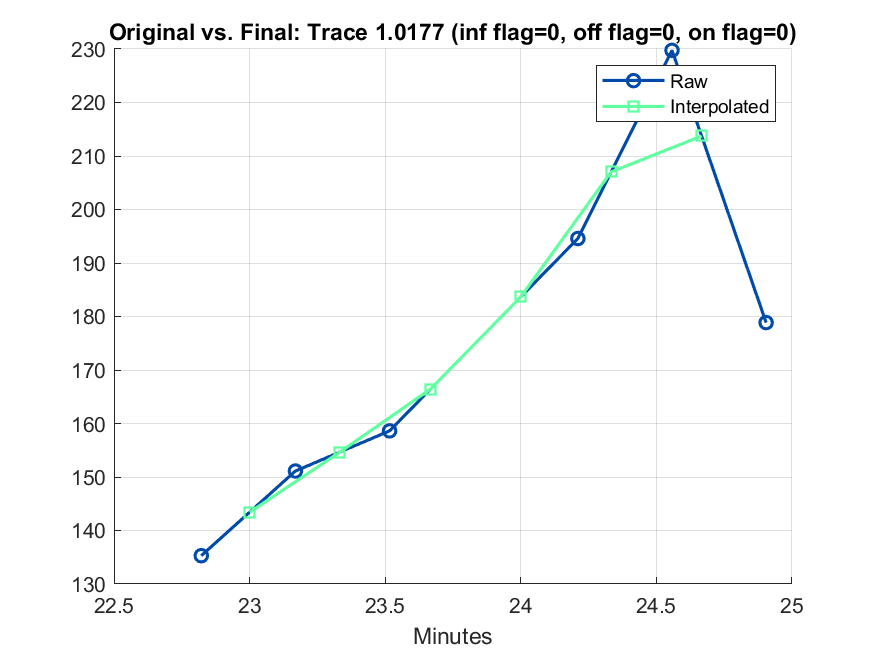 Original vs. Final: Trace 1.0177 (inf flag=0, off flag=0, on flag=0)
230
220
210
200
190
180
170
160
150
140
130
Raw
Interpolated
22.5 23 23.5 24 24.5 25
Minutes